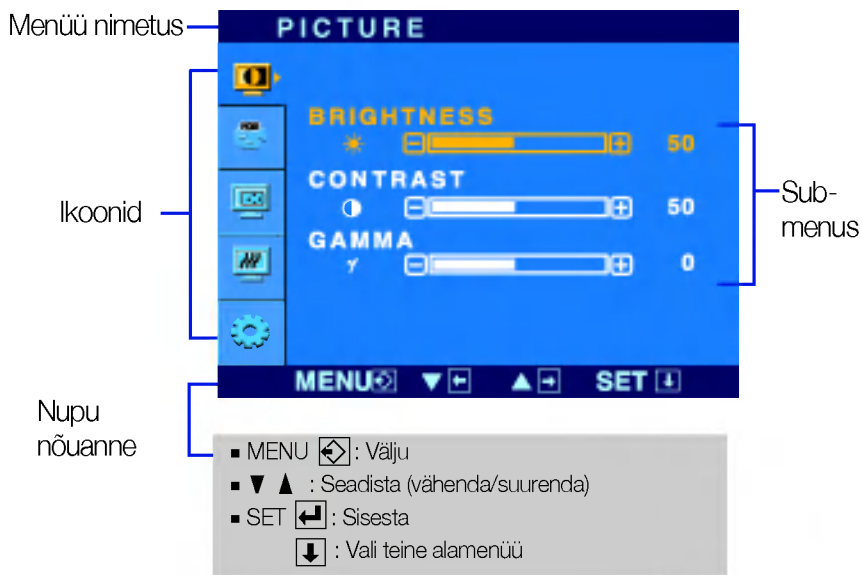 Menüü nimetus
PICTURE
BRIGHTNESS
50
CONTRAST
50
GAMMA
0
Ikoonid
Sub-
menus
MENU ▼ ▲ SET
Nupu
nõuanne
■ MENU : Välju
■ ▼ ▲ : Seadista (vähenda/suurenda)
■ SET : Sisesta
: Vali teine alamenüü